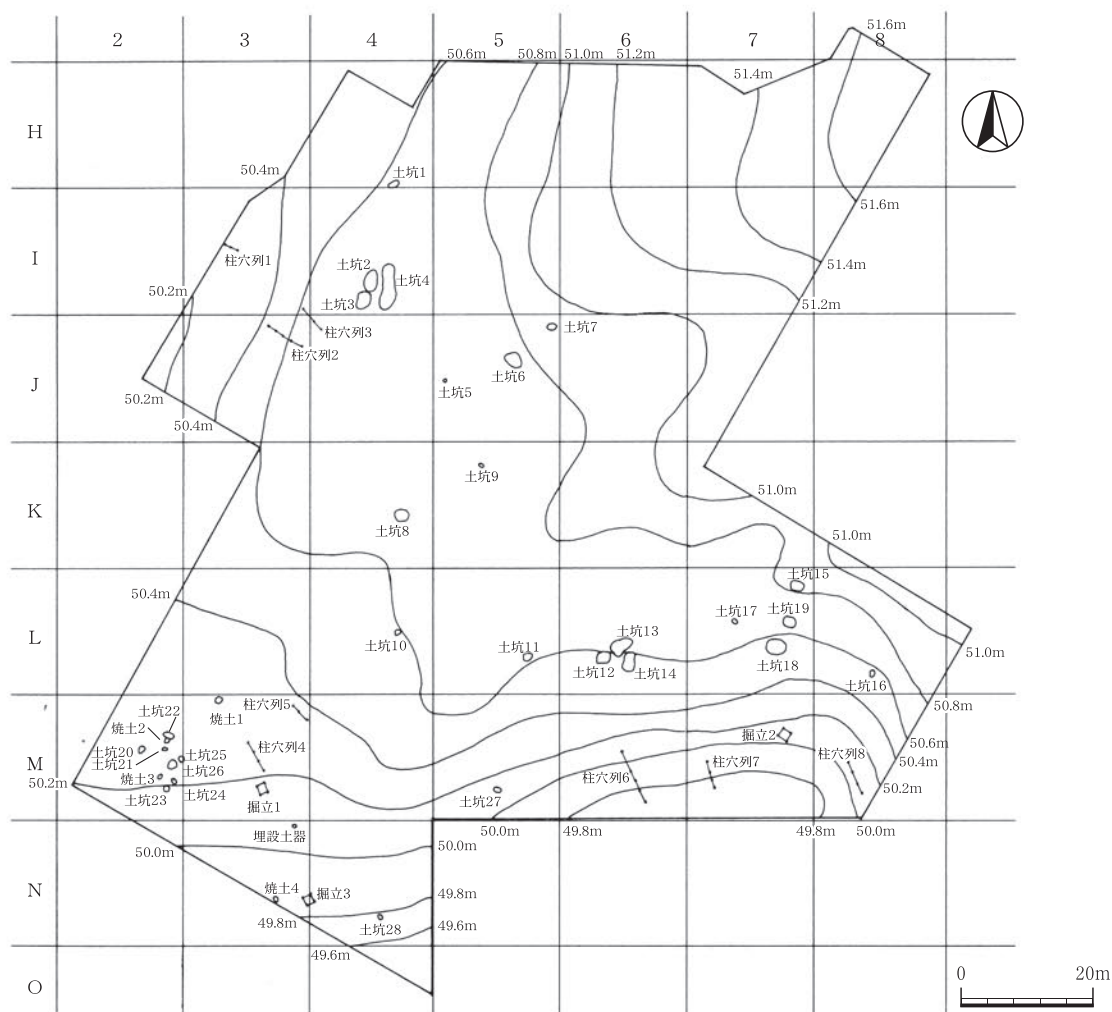 2 3 4 5 6 7 8
51.6m
50.6m 50.8m 51.0m 51.2m
51.4m
H
50.4m
土坑1
51.6m
I
柱穴列1
土坑2
土坑4
土坑3
51.4m
51.2m
50.2m
柱穴列3
土坑7
柱穴列2
J
土坑6
土坑5
50.2m
50.4m
土坑9
51.0m
K
土坑8
51.0m
土坑15
50.4m
土坑17 土坑19
L
土坑10
土坑11
土坑13
土坑12
土坑14
土坑18
51.0m
土坑16
50.8m
土坑22
焼土2
焼土1
柱穴列5
掘立2
50.6m
土坑20
土坑25
柱穴列4
柱穴列8
M
土坑21
土坑26
柱穴列6
柱穴列7
50.4m
焼土3
50.2m
土坑23
土坑24
掘立1
土坑27
50.2m
埋設土器
50.0m 49.8m
49.8m 50.0m
50.0m
50.0m
N
焼土4
掘立3
49.8m
49.8m
土坑28
49.6m
49.6m
O
0 20m